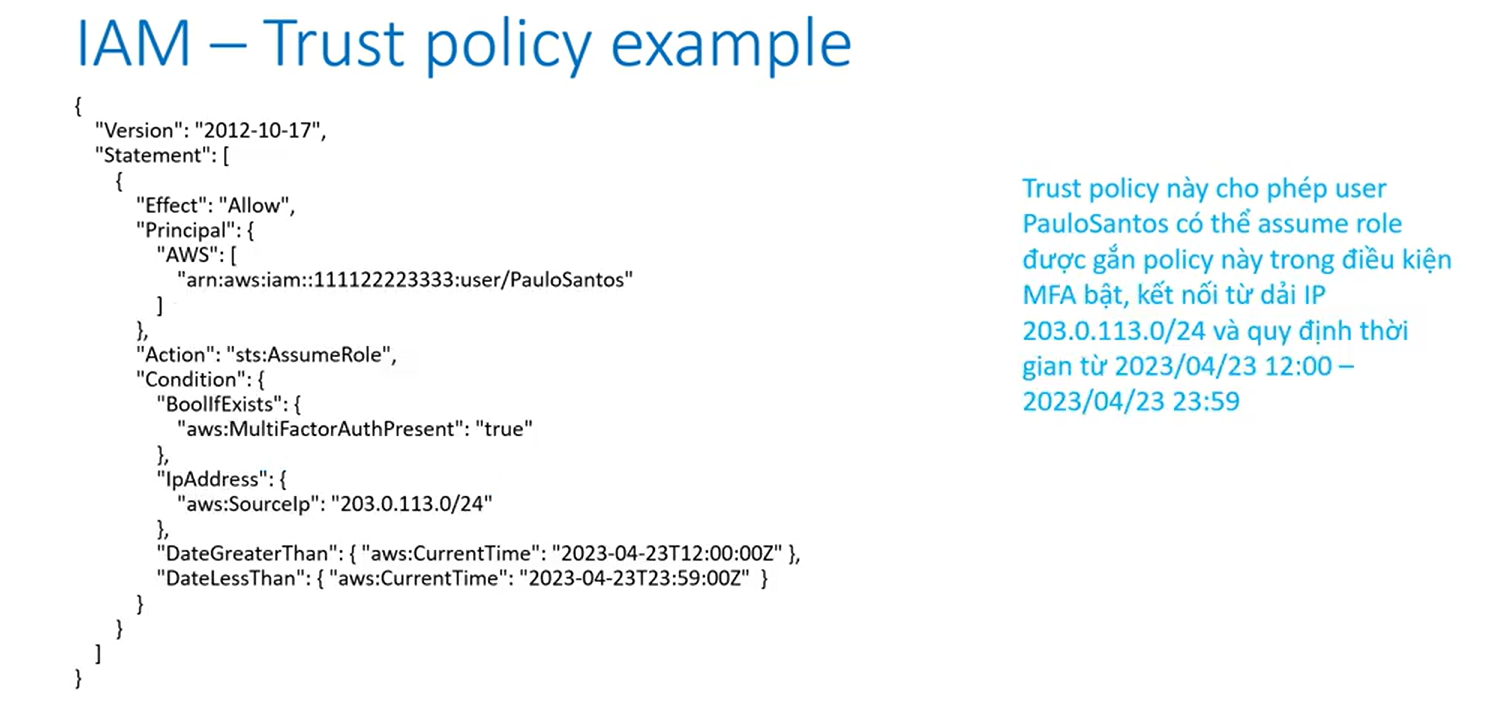 IAM – Trust policy example
{
"Version": "2012-10-17",
"Statement": [
{
"Effect": "Allow",
"Principal": {
"AWS": [
"arn:aws:iam::111122223333:user/PauloSantos"
]
},
"Action": "sts:AssumeRole",
"Condition": {
"BoolIfExists": {
"aws:MultiFactorAuthPresent": "true"
},
"IpAddress": {
"aws:SourceIp": "203.0.113.0/24"
},
"DateGreaterThan": { "aws:CurrentTime": "2023-04-23T12:00:00Z" },
"DateLessThan": { "aws:CurrentTime": "2023-04-23T23:59:00Z" }
}
}
]
}
Trust policy này cho phép user
PauloSantos có thể assume role
được gắn policy này trong điều kiện
MFA bật, kết nối từ dải IP
203.0.113.0/24 và quy định thời
gian từ 2023/04/23 12:00 –
2023/04/23 23:59